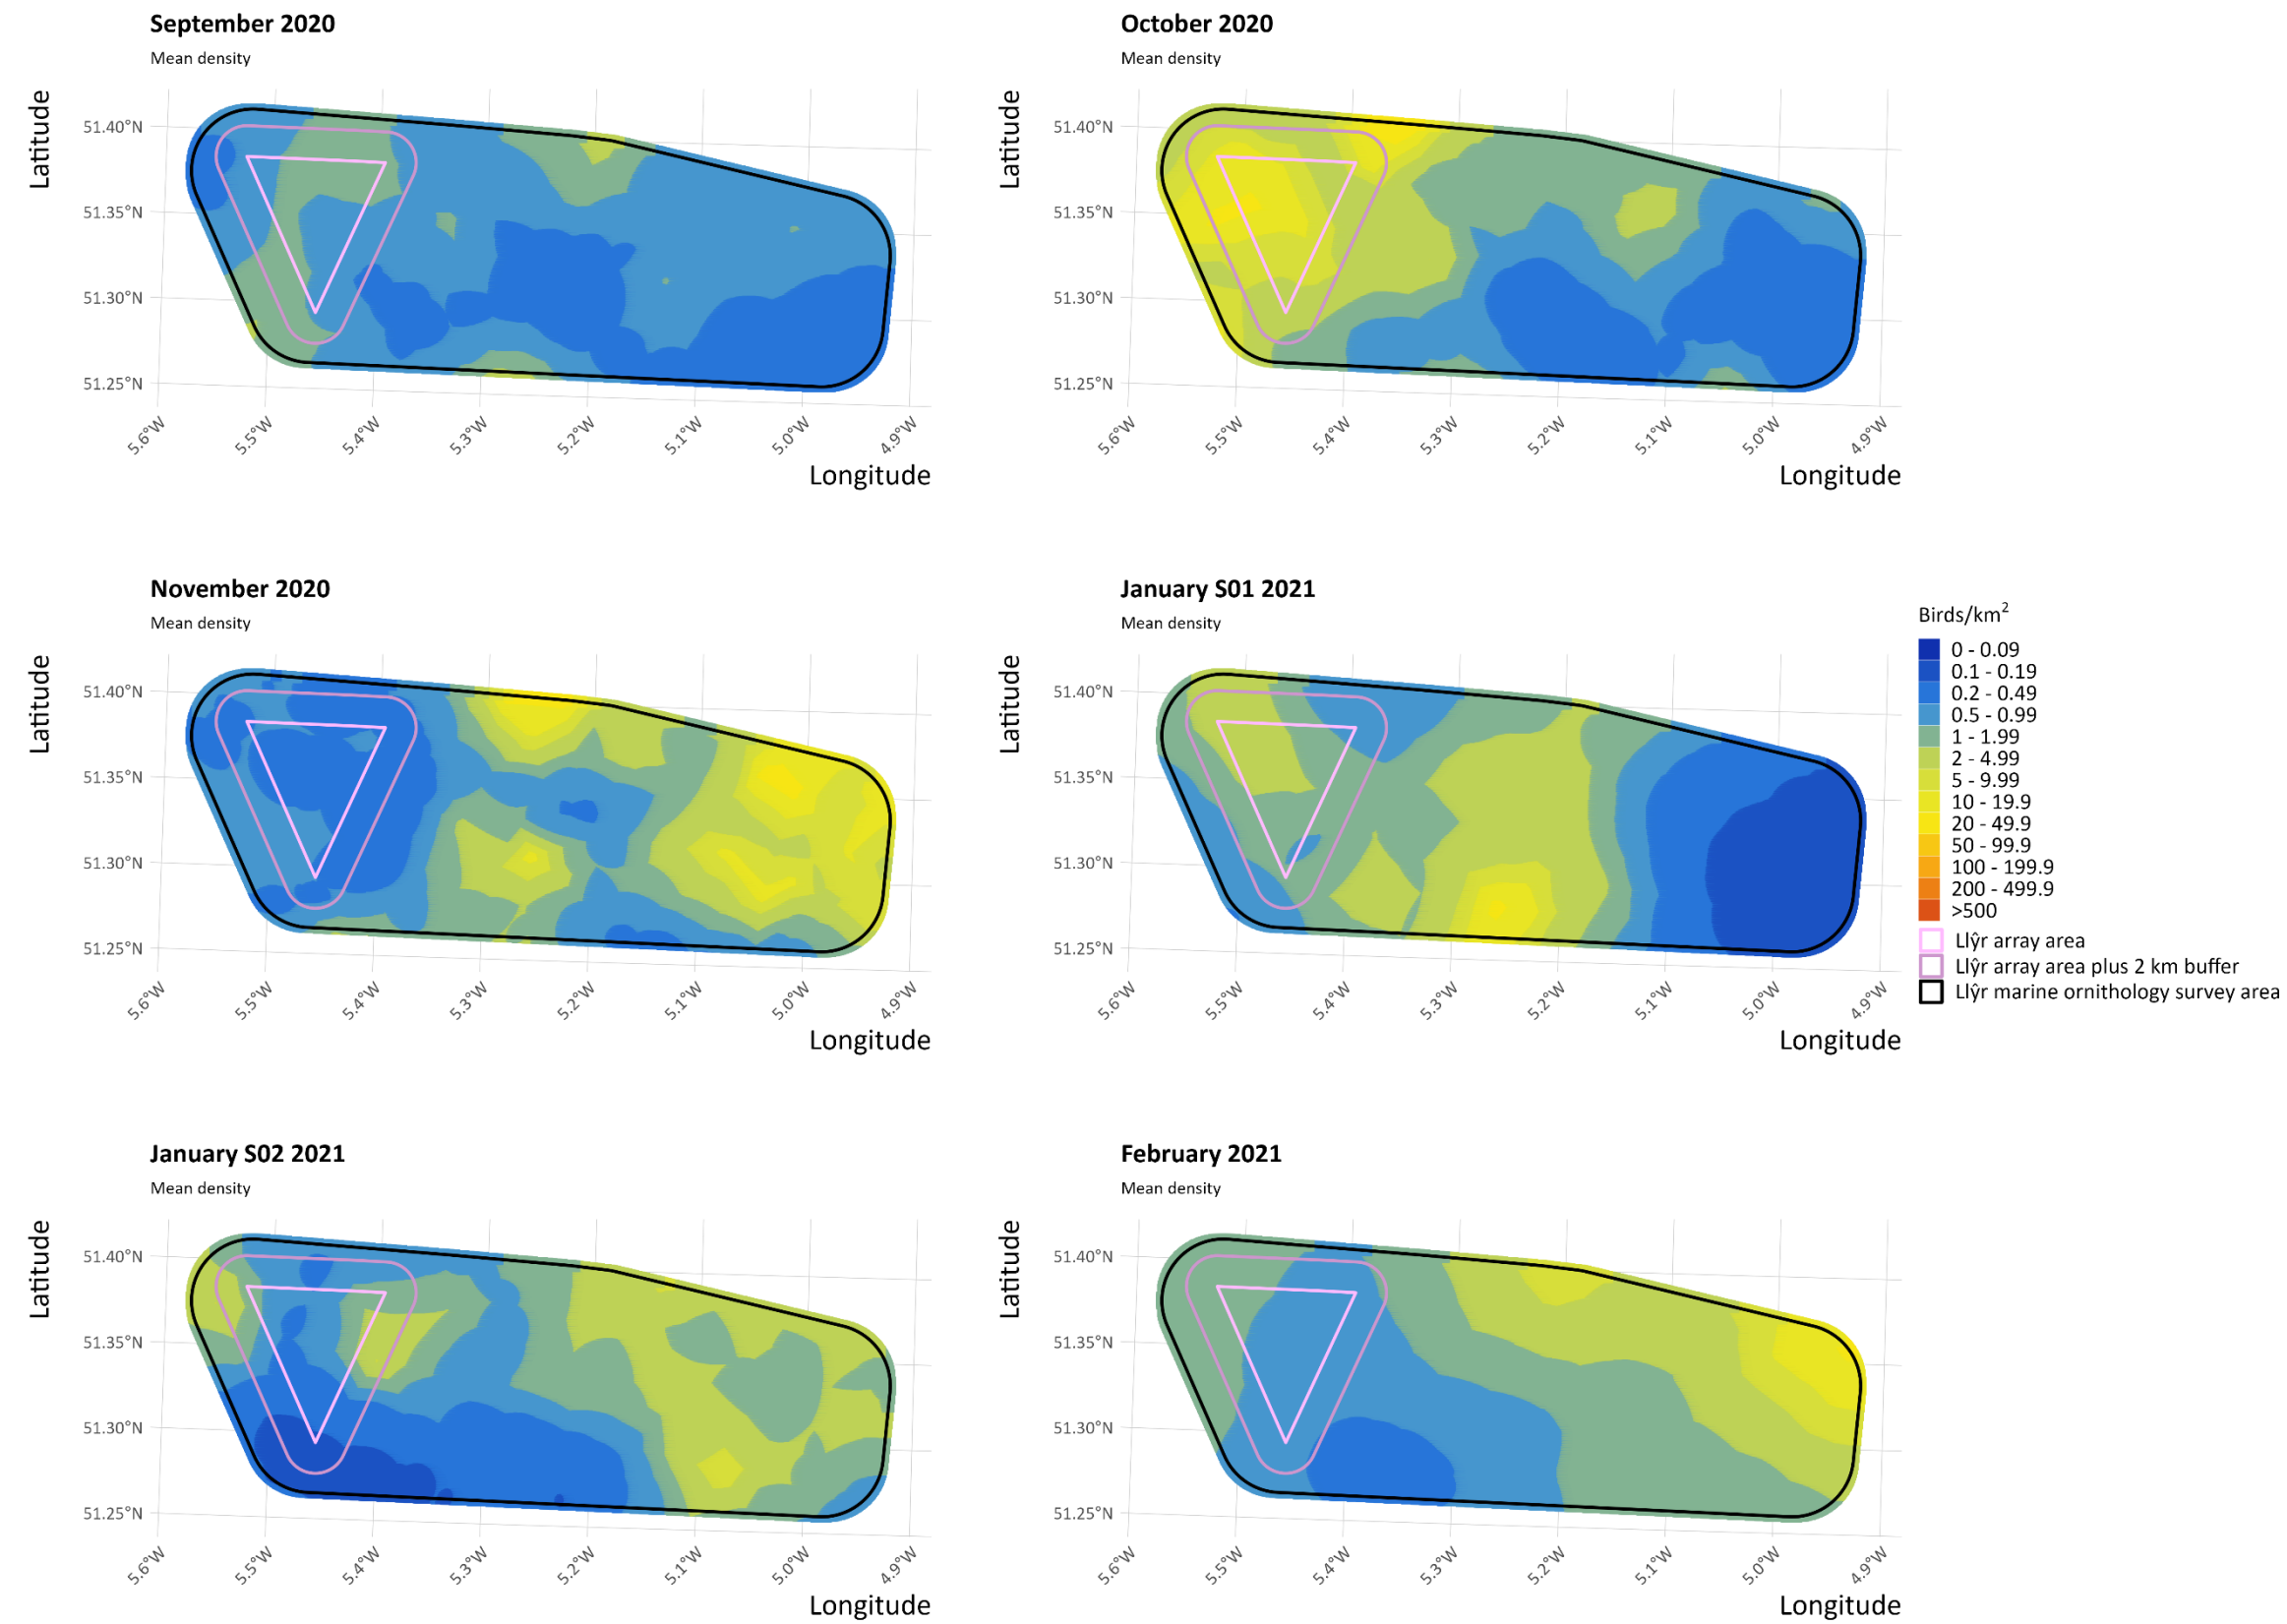 September 2020
Mean density
Latitude
51.40°N
51.35°N
51.30°N
51.25°N
5.6°W
5.5°W
5.4°W
5.3°W
5.2°W
5.1°W
5.0°W
4.9°W
Longitude
October 2020
Mean density
Latitude
51.40°N
51.35°N
51.30°N
51.25°N
5.6°W
5.5°W
5.4°W
5.3°W
5.2°W
5.1°W
5.0°W
4.9°W
Longitude
November 2020
Mean density
Latitude
51.40°N
51.35°N
51.30°N
51.25°N
5.6°W
5.5°W
5.4°W
5.3°W
5.2°W
5.1°W
5.0°W
4.9°W
Longitude
January S01 2021
Mean density
Latitude
51.40°N
51.35°N
51.30°N
51.25°N
5.6°W
5.5°W
5.4°W
5.3°W
5.2°W
5.1°W
5.0°W
4.9°W
Longitude
Birds/km²
0 - 0.09
0.1 - 0.19
0.2 - 0.49
0.5 - 0.99
1 - 1.99
2 - 4.99
5 - 9.99
10 - 19.9
20 - 49.9
50 - 99.9
100 - 199.9
200 - 499.9
>500
Llŷr array area
Llŷr array area plus 2 km buffer
Llŷr marine ornithology survey area
January S02 2021
Mean density
Latitude
51.40°N
51.35°N
51.30°N
51.25°N
5.6°W
5.5°W
5.4°W
5.3°W
5.2°W
5.1°W
5.0°W
4.9°W
Longitude
February 2021
Mean density
Latitude
51.40°N
51.35°N
51.30°N
51.25°N
5.6°W
5.5°W
5.4°W
5.3°W
5.2°W
5.1°W
5.0°W
4.9°W
Longitude